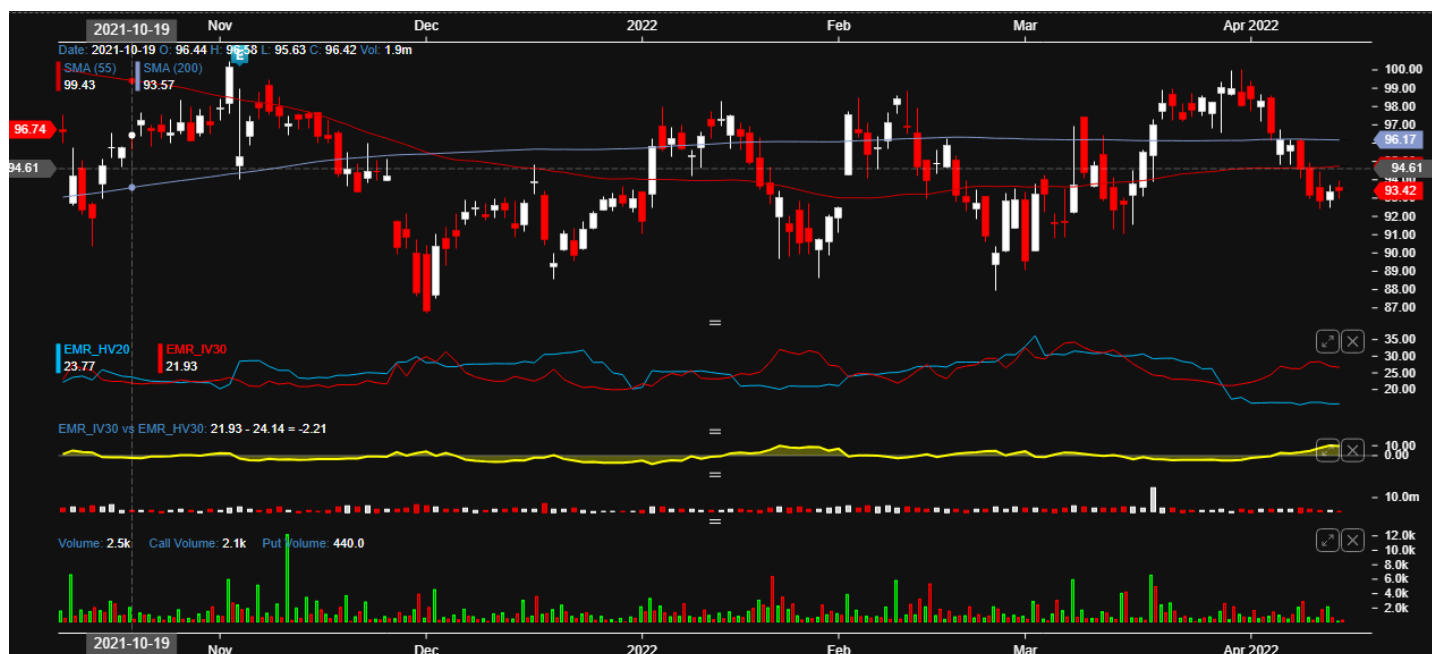 2021-10-19 Nov Dec 2022 Feb Mar Apr 2022
Date: 2021-10-19 O: 96.44 H: 96.58 L: 95.63 C: 96.42 Vol: 1.9m
E
SMA (55) SMA (200)
99.43 93.57
100.00
99.00
98.00
97.00
96.74
96.17
94.61 94.61
93.42
92.00
91.00
90.00
89.00
88.00
87.00
EMR_HV20 EMR_IV30
23.77 21.93
35.00
30.00
25.00
20.00
EMR_IV30 vs EMR_HV30: 21.93 - 24.14 = -2.21
10.00
0.00
10.0m
Volume: 2.5k Call Volume: 2.1k Put Volume: 440.0
12.0k
10.0k
8.0k
6.0k
4.0k
2.0k
2021-10-19 Nov Dec 2022 Feb Mar Apr 2022